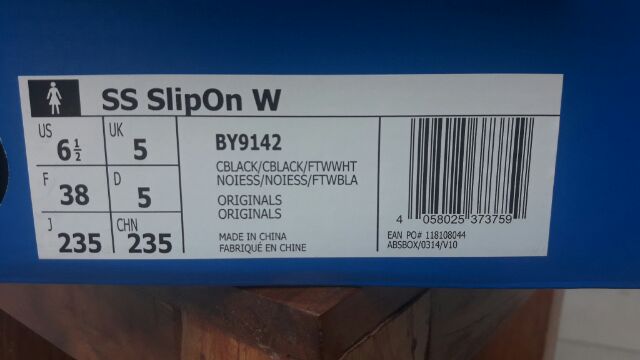 SS SlipOn W
US 6½ UK 5
F 38 D 5
J 235 CHN 235
BY9142
CBLACK/CBLACK/FTWWHT
NOIESS/NOIESS/FTWBLA
ORIGINALS
ORIGINALS
MADE IN CHINA
FABRIQUÉ EN CHINE
4 058025 373759
EAN PO# 118108044
ABSBOX/0314/V10